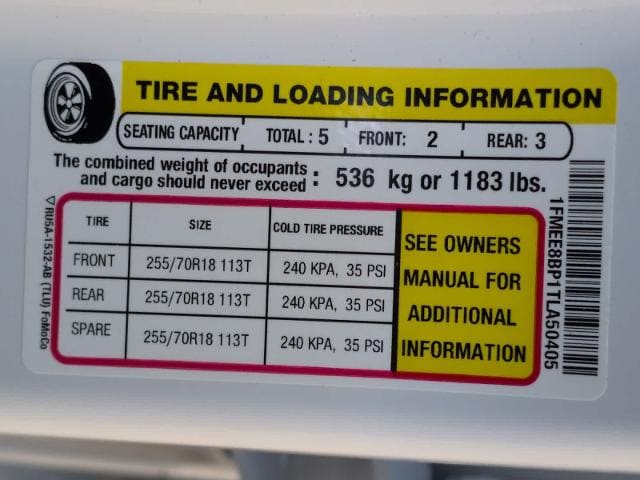 TIRE AND LOADING INFORMATION
SEATING CAPACITY TOTAL: 5 FRONT: 2 REAR: 3
The combined weight of occupants and cargo should never exceed : 536 kg or 1183 lbs.
TIRE SIZE COLD TIRE PRESSURE
FRONT 255/70R18 113T 240 KPA, 35 PSI
REAR 255/70R18 113T 240 KPA, 35 PSI
SPARE 255/70R18 113T 240 KPA, 35 PSI
SEE OWNERS
MANUAL FOR
ADDITIONAL
INFORMATION
RU5A-1532-AB (TLU) FoMoCo
1FMEE8BP1TLA50405